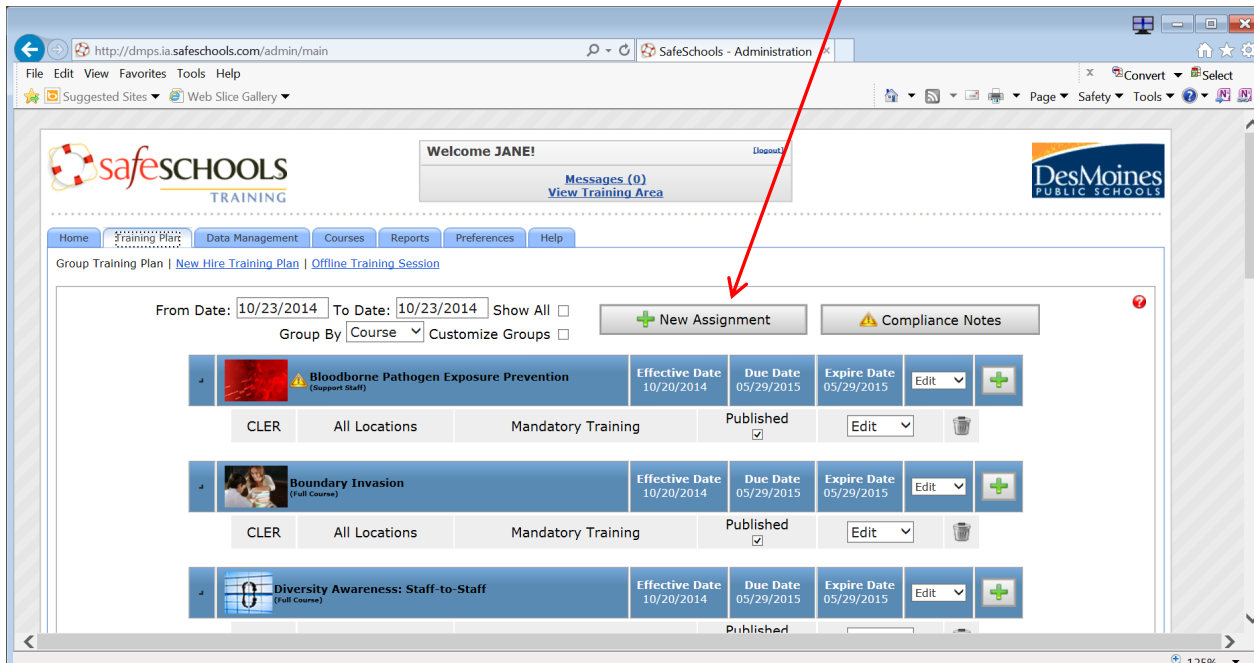 http://dmps.ia.safeschools.com/admin/main SafeSchools - Administration
File Edit View Favorites Tools Help
x Convert Select
Suggested Sites Web Slice Gallery
Page Safety Tools
safeSCHOOLS
TRAINING
Welcome JANE! [logout]
Messages (0)
View Training Area
DesMoines
PUBLIC SCHOOLS
Home Training Plan Data Management Courses Reports Preferences Help
Group Training Plan | New Hire Training Plan | Offline Training Session
From Date: 10/23/2014 To Date: 10/23/2014 Show All
New Assignment Compliance Notes
Group By Course Customize Groups
Bloodborne Pathogen Exposure Prevention
(Support Staff)
Effective Date Due Date Expire Date
10/20/2014 05/29/2015 05/29/2015
Edit
CLER All Locations Mandatory Training Published Edit
Boundary Invasion
(Full Course)
Effective Date Due Date Expire Date
10/20/2014 05/29/2015 05/29/2015
Edit
CLER All Locations Mandatory Training Published Edit
Diversity Awareness: Staff-to-Staff
(Full Course)
Effective Date Due Date Expire Date
10/20/2014 05/29/2015 05/29/2015
Edit
Published
125%